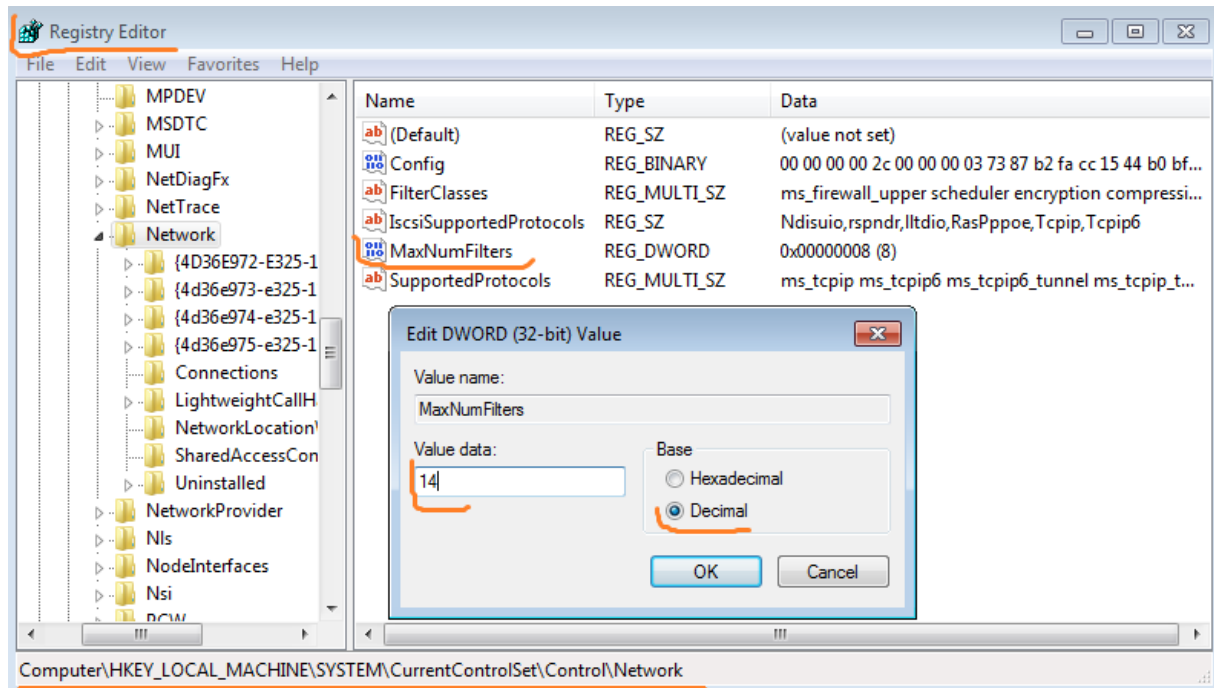 Registry Editor
File Edit View Favorites Help
MPDEV
MSDTC
MUI
NetDiagFx
NetTrace
Network
{4D36E972-E325-1
{4d36e973-e325-1
{4d36e974-e325-1
{4d36e975-e325-1
Connections
LightweightCallH
NetworkLocation
SharedAccessCon
Uninstalled
NetworkProvider
Nls
NodeInterfaces
Nsi
PCW
Name Type Data
(Default) REG_SZ (value not set)
Config REG_BINARY 00 00 00 00 2c 00 00 00 03 73 87 b2 fa cc 15 44 b0 bf...
FilterClasses REG_MULTI_SZ ms_firewall_upper scheduler encryption compressi...
IscsiSupportedProtocols REG_SZ Ndisuio,rspndr,lltdio,RasPppoe,Tcpip,Tcpip6
MaxNumFilters REG_DWORD 0x00000008 (8)
SupportedProtocols REG_MULTI_SZ ms_tcpip ms_tcpip6 ms_tcpip6_tunnel ms_tcpip_t...
Edit DWORD (32-bit) Value
Value name:
MaxNumFilters
Value data:
14
Base
Hexadecimal
Decimal
OK Cancel
Computer\HKEY_LOCAL_MACHINE\SYSTEM\CurrentControlSet\Control\Network